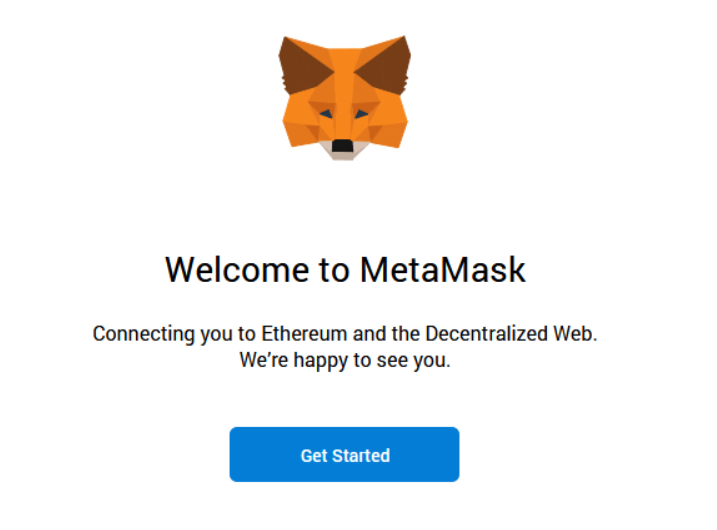 Welcome to MetaMask
Connecting you to Ethereum and the Decentralized Web.
We're happy to see you.
Get Started